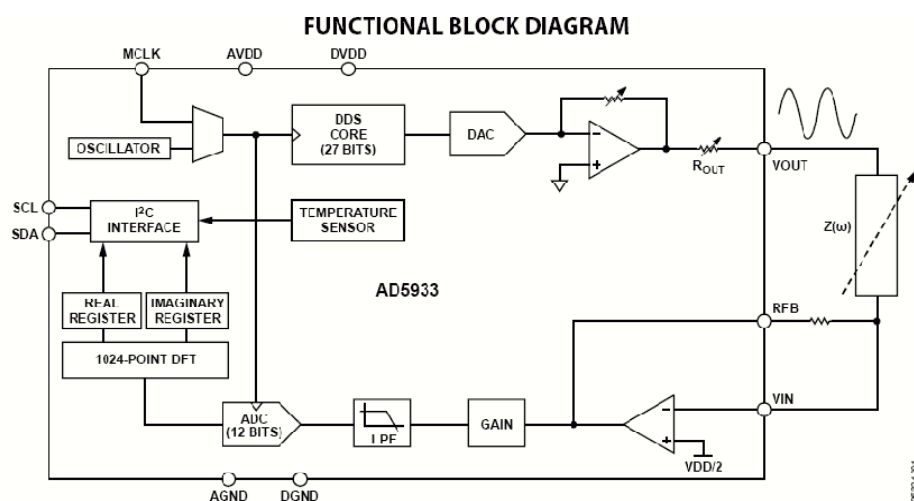 FUNCTIONAL BLOCK DIAGRAM
MCLK
AVDD
DVDD
OSCILLATOR
DDS
CORE
(27 BITS)
DAC
ROUT
VOUT
SCL
SDA
I²C
INTERFACE
TEMPERATURE
SENSOR
Z(ω)
REAL
REGISTER
IMAGINARY
REGISTER
AD5933
RFB
1024-POINT DFT
ADC
(12 BITS)
LPF
GAIN
VIN
VDD/2
AGND
DGND